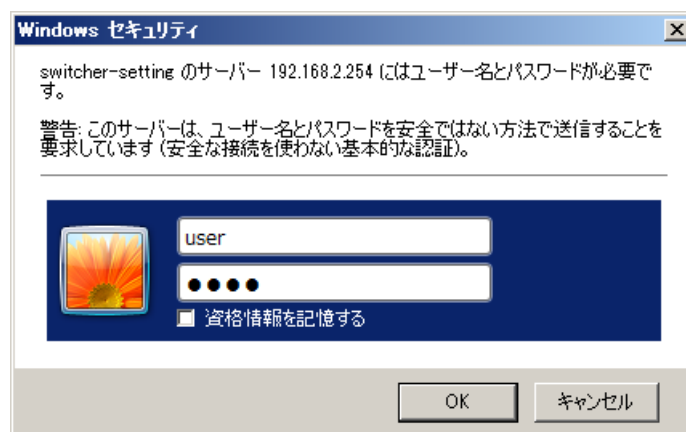 Windows セキュリティ
switcher-setting のサーバー 192.168.2.254 にはユーザー名とパスワードが必要で
す。
警告: このサーバーは、ユーザー名とパスワードを安全ではない方法で送信することを
要求しています (安全な接続を使わない基本的な認証)。
user
●●●●
資格情報を記憶する
OK キャンセル